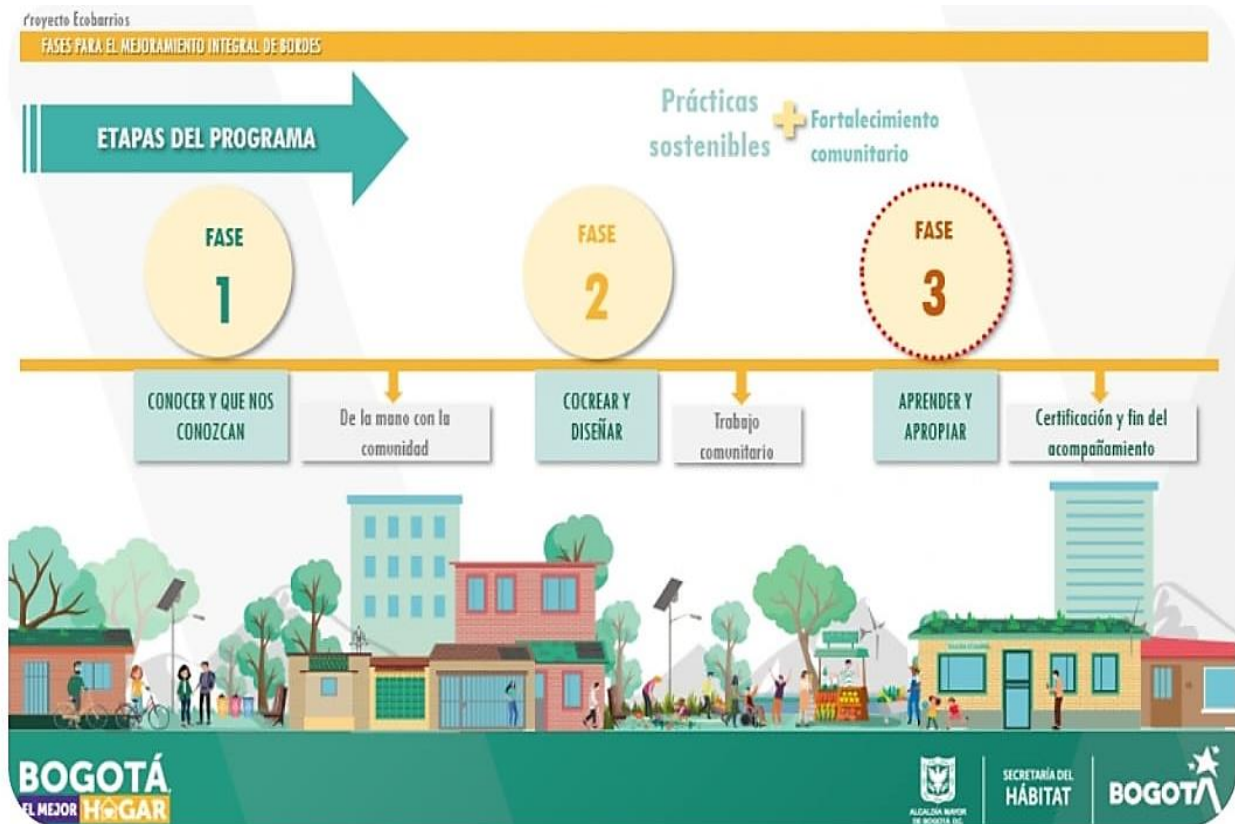 Proyecto Ecobarrios
FASES PARA EL MEJORAMIENTO INTEGRAL DE BORDES
ETAPAS DEL PROGRAMA
Prácticas
sostenibles
+
Fortalecimiento
comunitario
FASE
1
FASE
2
FASE
3
CONOCER Y QUE NOS
CONOZCAN
De la mano con la
comunidad
COCREAR Y
DISEÑAR
Trabajo
comunitario
APRENDER Y
APROPIAR
Certificación y fin del
acompañamiento
BOGOTÁ
EL MEJOR HOGAR
ALCALDÍA MAYOR
DE BOGOTÁ D.C.
SECRETARÍA DEL
HÁBITAT
BOGOTÁ